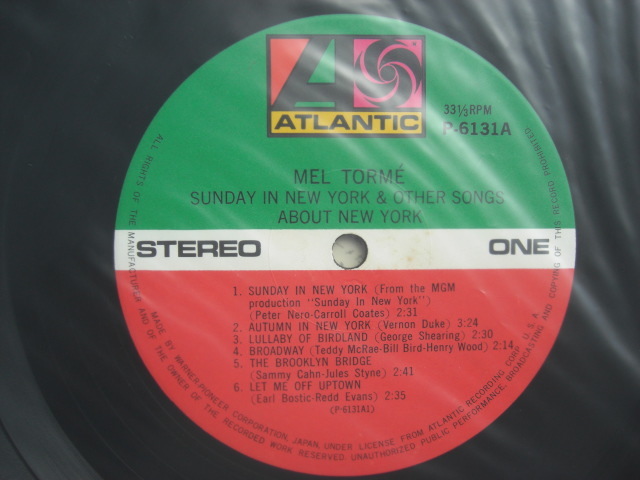 ATLANTIC
33⅓RPM
P-6131A
MEL TORMÉ
SUNDAY IN NEW YORK & OTHER SONGS
ABOUT NEW YORK
STEREO
ONE
1. SUNDAY IN NEW YORK (From the MGM
production "Sunday In New York")
(Peter Nero-Carroll Coates) 2:31
2. AUTUMN IN NEW YORK (Vernon Duke) 3:24
3. LULLABY OF BIRDLAND (George Shearing) 2:30
4. BROADWAY (Teddy McRae-Bill Bird-Henry Wood) 2:14
5. THE BROOKLYN BRIDGE
(Sammy Cahn-Jules Styne) 2:41
6. LET ME OFF UPTOWN
(Earl Bostic-Redd Evans) 2:35
(P-6131A1)
MADE BY WARNER-PIONEER CORPORATION, JAPAN, UNDER LICENSE FROM ATLANTIC RECORDING CORP., U.S.A.
ALL RIGHTS OF THE MANUFACTURER AND OF THE OWNER OF THE RECORDED WORK RESERVED. UNAUTHORIZED PUBLIC PERFORMANCE, BROADCASTING AND COPYING OF THIS RECORD PROHIBITED